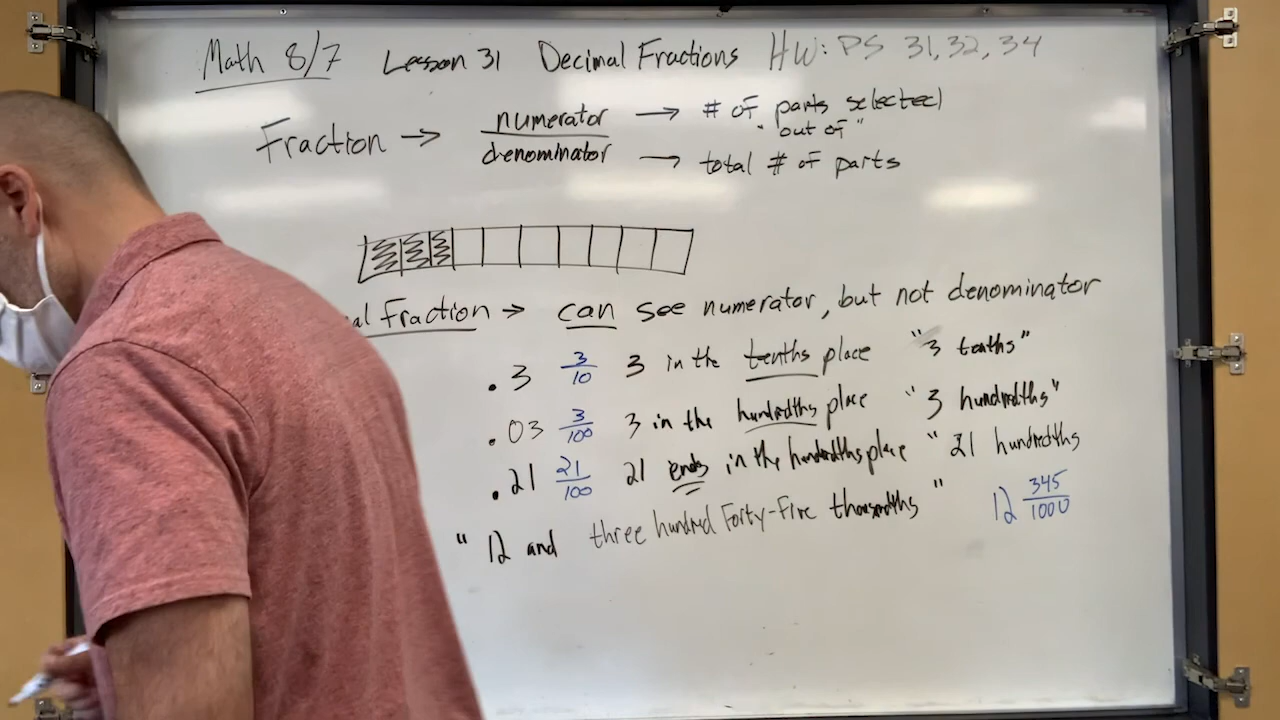 Math 8/7 Lesson 31 Decimal Fractions HW: PS 31, 32, 34
Fraction → numerator → # of parts selected
"out of"
denominator → total # of parts
al Fraction → can see numerator, but not denominator
.3 3/10 3 in the tenths place "3 tenths"
.03 3/100 3 in the hundredths place "3 hundredths"
.21 21/100 21 ends in the hundredths place "21 hundredths"
"12 and three hundred forty-five thousandths" 12 345/1000